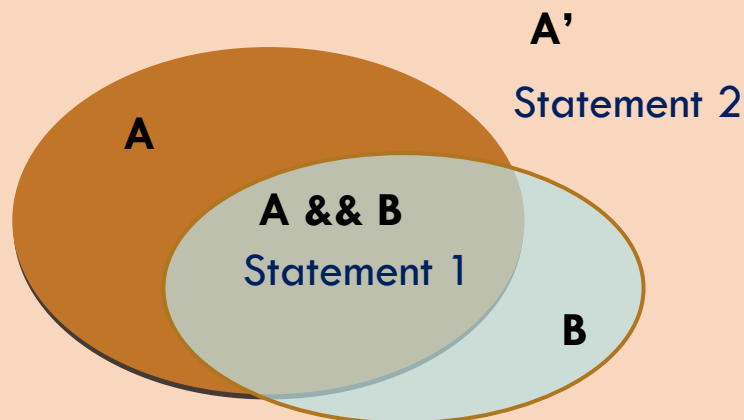 A’
Statement 2
A
A && B
Statement 1
B